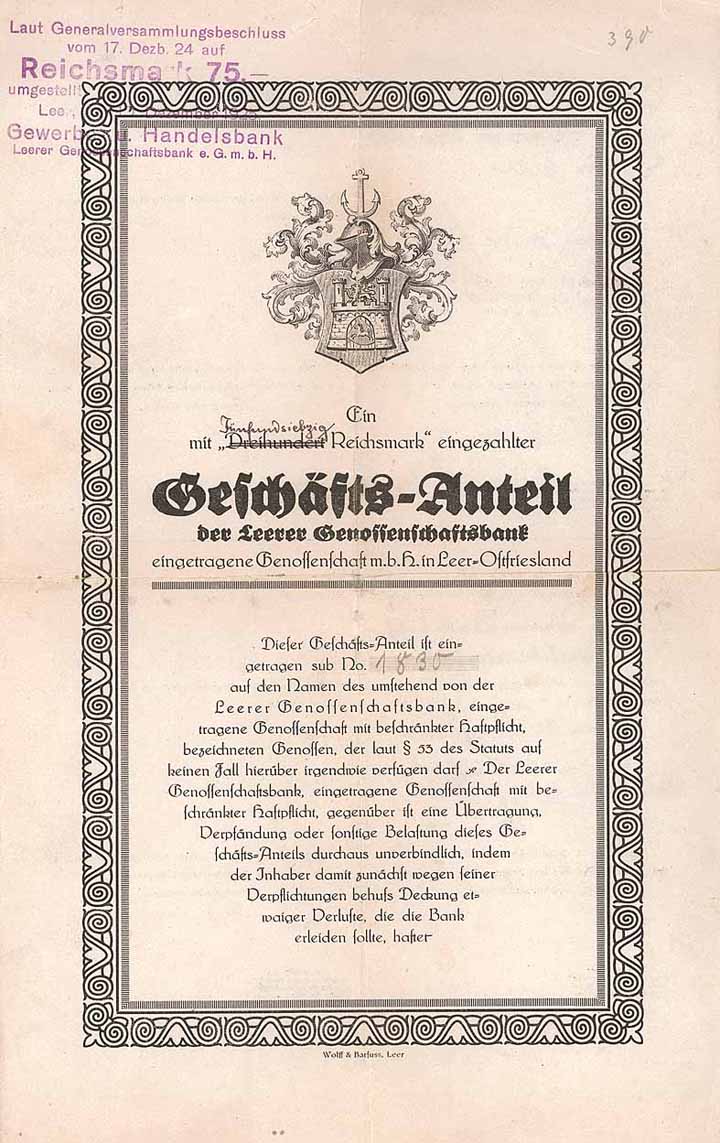 Laut Generalversammlungsbeschluss
vom 17. Dezb. 24 auf
Reichsmark 75.—
umgestellt
Dezember 192
Gewerb u. Handelsbank
Leerer Genossenschaftsbank e. G. m. b. H.
390
Ein
Fünfundsiebzig
mit „Dreihundert Reichsmark“ eingezahlter
Geſchäfts-Anteil
der Leerer Genoſſenſchaftsbank
eingetragene Genoſſenſchaft m. b. H. in Leer-Oſtfriesland
Dieſer Geſchäfts-Anteil iſt ein-
getragen sub No. 1830
auf den Namen des umſtehend von der
Leerer Genoſſenſchaftsbank, einge-
tragene Genoſſenſchaft mit beſchränkter Haftpflicht,
bezeichneten Genoſſen, der laut § 53 des Statuts auf
keinen Fall hierüber irgendwie verfügen darf Der Leerer
Genoſſenſchaftsbank, eingetragene Genoſſenſchaft mit be-
ſchränkter Haftpflicht, gegenüber iſt eine Übertragung,
Verpfändung oder ſonſtige Belaſtung dieſes Ge-
ſchäfts-Anteils durchaus unverbindlich, indem
der Inhaber damit zunächſt wegen ſeiner
Verpflichtungen behufs Deckung et-
waiger Verluſte, die die Bank
erleiden ſollte, haftet
Wolff & Barfuss, Leer